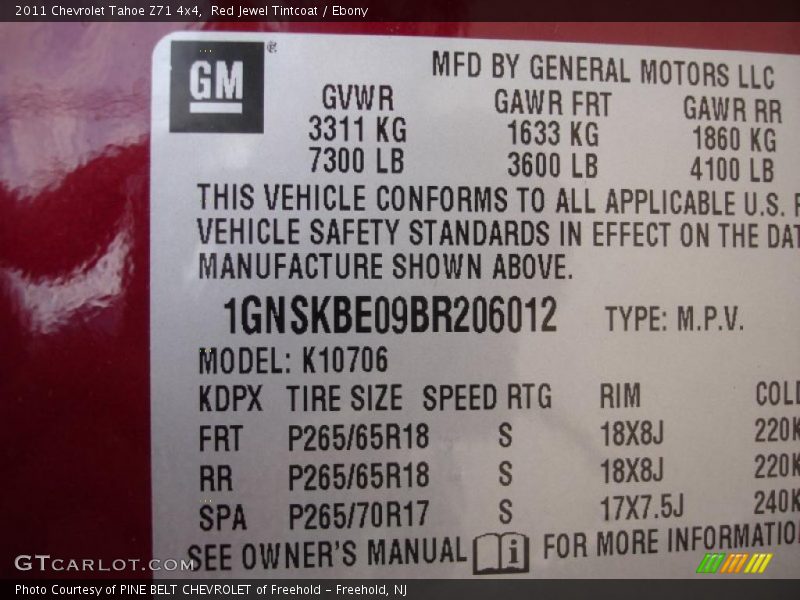 2011 Chevrolet Tahoe Z71 4x4, Red Jewel Tintcoat / Ebony
GM ®
MFD BY GENERAL MOTORS LLC
GVWR GAWR FRT GAWR RR
3311 KG 1633 KG 1860 KG
7300 LB 3600 LB 4100 LB
THIS VEHICLE CONFORMS TO ALL APPLICABLE U.S. F
VEHICLE SAFETY STANDARDS IN EFFECT ON THE DAT
MANUFACTURE SHOWN ABOVE.
1GNSKBE09BR206012 TYPE: M.P.V.
MODEL: K10706
KDPX TIRE SIZE SPEED RTG RIM COLD
FRT P265/65R18 S 18X8J 220K
RR P265/65R18 S 18X8J 220K
SPA P265/70R17 S 17X7.5J 240K
SEE OWNER'S MANUAL i FOR MORE INFORMATIO
GTCARLOT.COM
Photo Courtesy of PINE BELT CHEVROLET of Freehold - Freehold, NJ